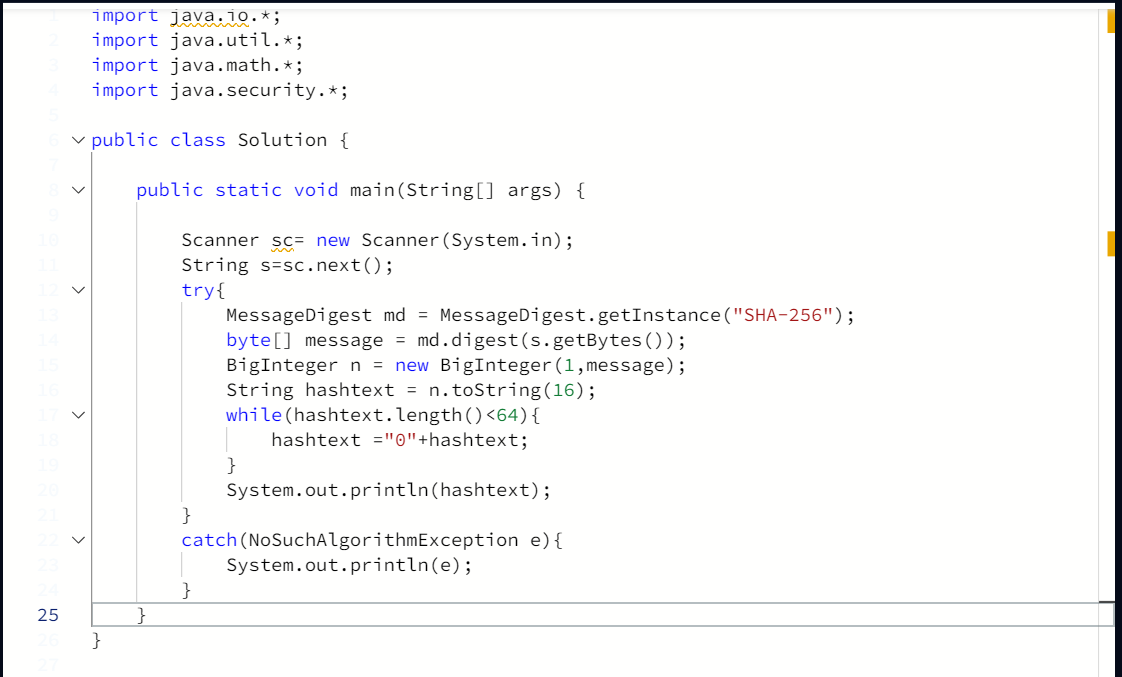 1 import java.io.*;
2 import java.util.*;
3 import java.math.*;
4 import java.security.*;
5
6 public class Solution {
7
8 public static void main(String[] args) {
9
10 Scanner sc= new Scanner(System.in);
11 String s=sc.next();
12 try{
13 MessageDigest md = MessageDigest.getInstance("SHA-256");
14 byte[] message = md.digest(s.getBytes());
15 BigInteger n = new BigInteger(1,message);
16 String hashtext = n.toString(16);
17 while(hashtext.length()<64){
18 hashtext ="0"+hashtext;
19 }
20 System.out.println(hashtext);
21 }
22 catch(NoSuchAlgorithmException e){
23 System.out.println(e);
24 }
25 }
26 }
27